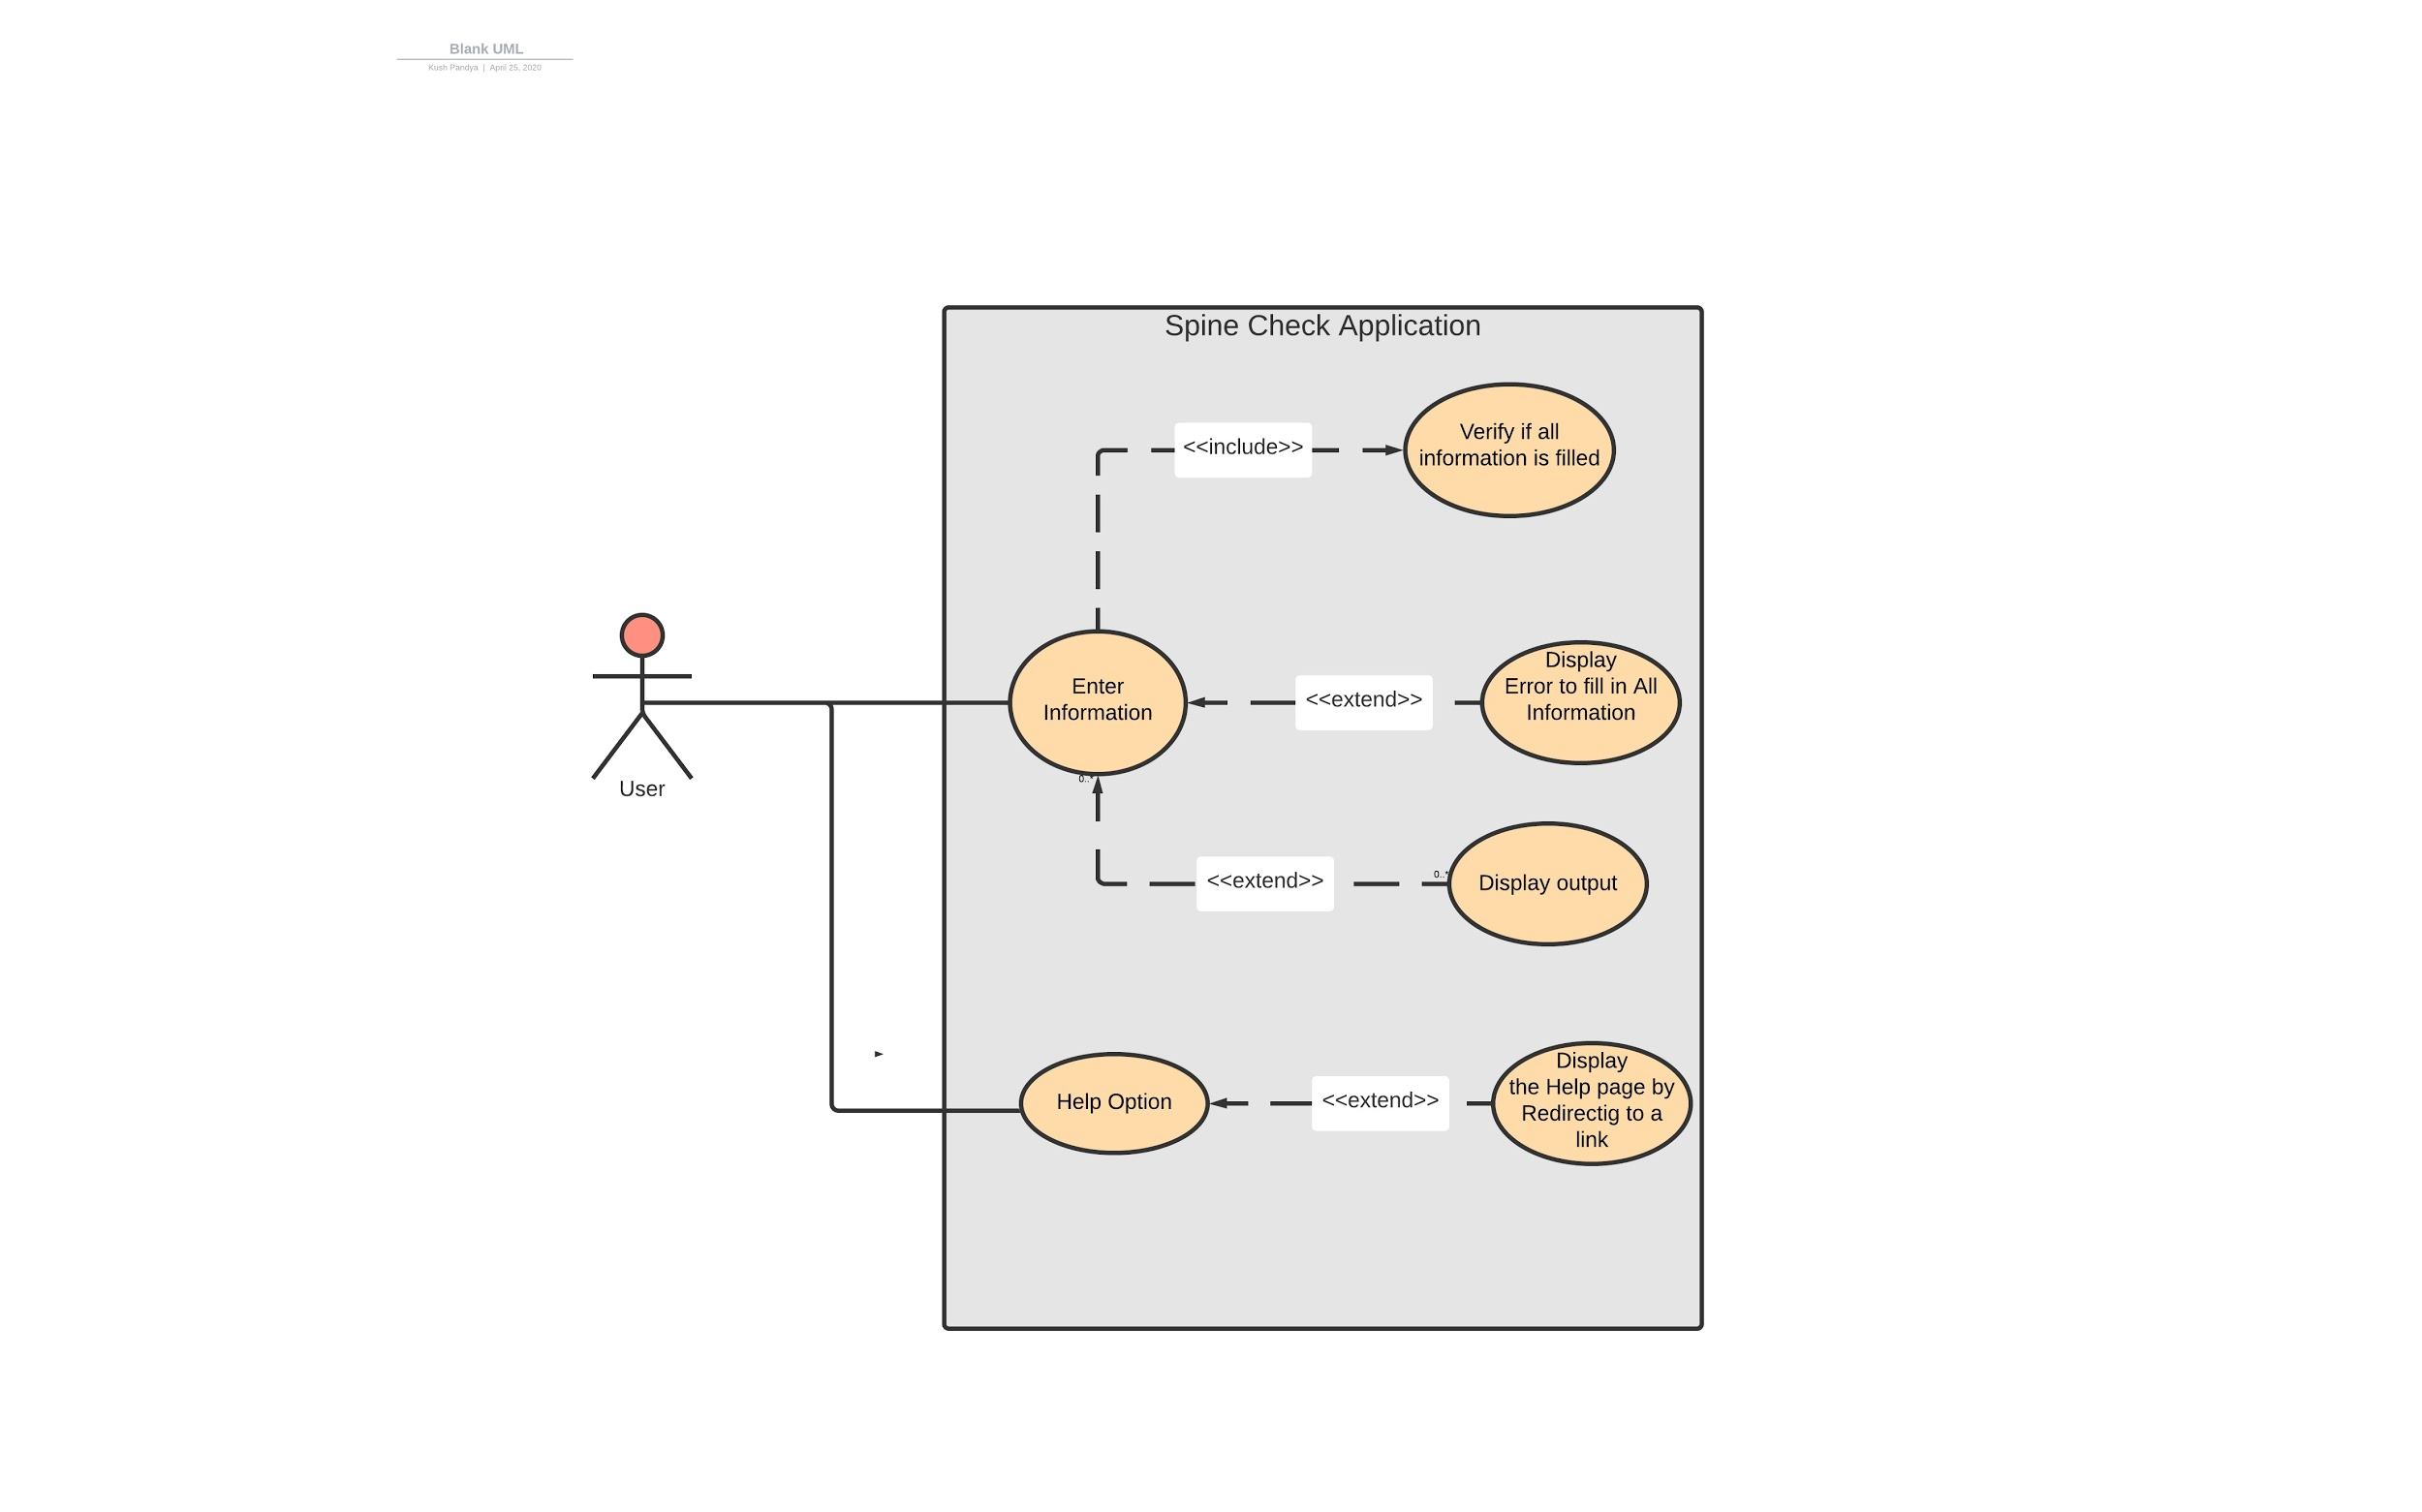 Blank UML
Kush Pandya | April 25, 2020
Spine Check Application
<<include>>
Verify if all
information is filled
Enter
Information
<<extend>>
Display
Error to fill in All
Information
User
0..*
<<extend>>
0..*
Display output
Help Option
<<extend>>
Display
the Help page by
Redirectig to a
link